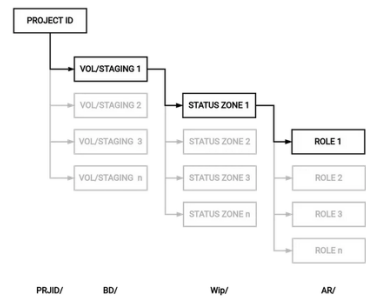 PROJECT ID
VOL/STAGING 1
VOL/STAGING 2
STATUS ZONE 1
VOL/STAGING 3
STATUS ZONE 2
ROLE 1
VOL/STAGING n
STATUS ZONE 3
ROLE 2
STATUS ZONE n
ROLE 3
ROLE n
PRJID/ BD/ Wip/ AR/